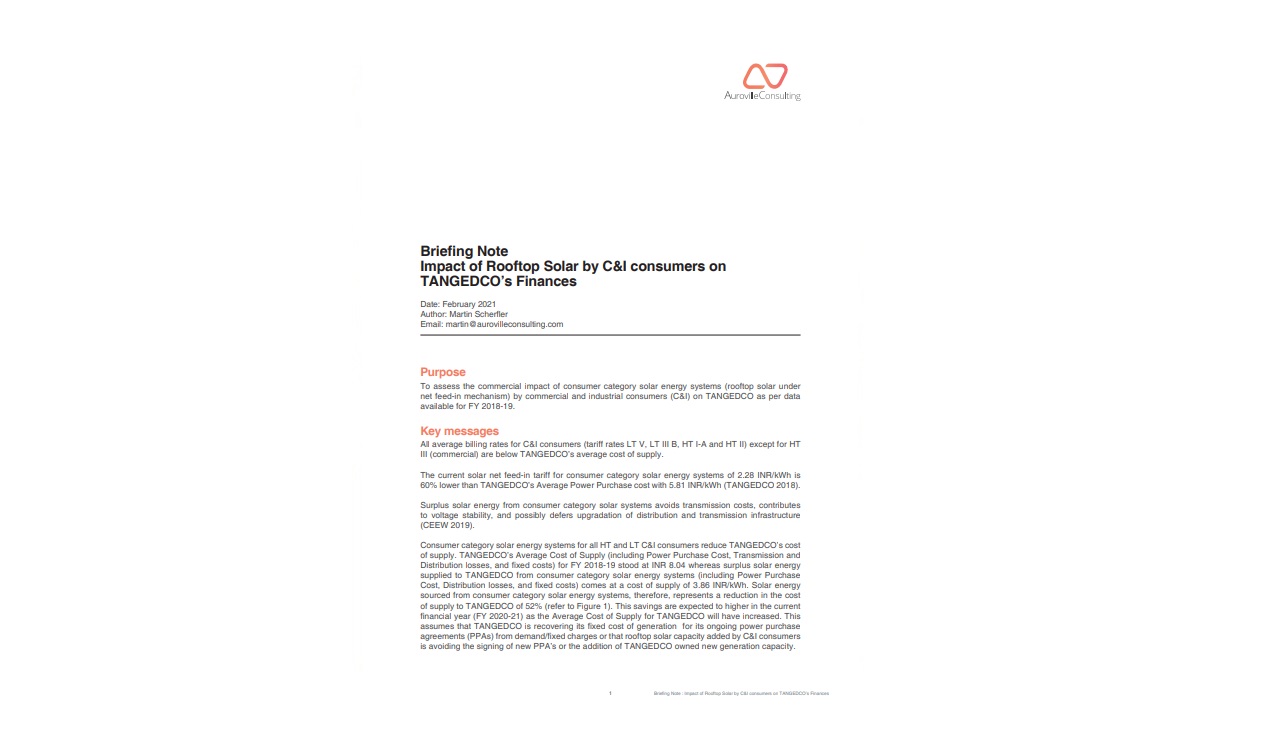 AurovilleConsulting
Briefing Note
Impact of Rooftop Solar by C&I consumers on
TANGEDCO's Finances
Date: February 2021
Author: Martin Scherfler
Email: martin@aurovilleconsulting.com
Purpose
To assess the commercial impact of consumer category solar energy systems (rooftop solar under
net feed-in mechanism) by commercial and industrial consumers (C&I) on TANGEDCO as per data
available for FY 2018-19.
Key messages
All average billing rates for C&I consumers (tariff rates LT V, LT III B, HT I-A and HT II) except for HT
III (commercial) are below TANGEDCO's average cost of supply.
The current solar net feed-in tariff for consumer category solar energy systems of 2.28 INR/kWh is
60% lower than TANGEDCO's Average Power Purchase cost with 5.81 INR/kWh (TANGEDCO 2018).
Surplus solar energy from consumer category solar systems avoids transmission costs, contributes
to voltage stability, and possibly defers upgradation of distribution and transmission infrastructure
(CEEW 2019).
Consumer category solar energy systems for all HT and LT C&I consumers reduce TANGEDCO's cost
of supply. TANGEDCO's Average Cost of Supply (including Power Purchase Cost, Transmission and
Distribution losses, and fixed costs) for FY 2018-19 stood at INR 8.04 whereas surplus solar energy
supplied to TANGEDCO from consumer category solar energy systems (including Power Purchase
Cost, Distribution losses, and fixed costs) comes at a cost of supply of 3.86 INR/kWh. Solar energy
sourced from consumer category solar energy systems, therefore, represents a reduction in the cost
of supply to TANGEDCO of 52% (refer to Figure 1). This savings are expected to higher in the current
financial year (FY 2020-21) as the Average Cost of Supply for TANGEDCO will have increased. This
assumes that TANGEDCO is recovering its fixed cost of generation for its ongoing power purchase
agreements (PPAs) from demand/fixed charges or that rooftop solar capacity added by C&I consumers
is avoiding the signing of new PPA's or the addition of TANGEDCO owned new generation capacity.
1 Briefing Note : Impact of Rooftop Solar by C&I consumers on TANGEDCO's Finances